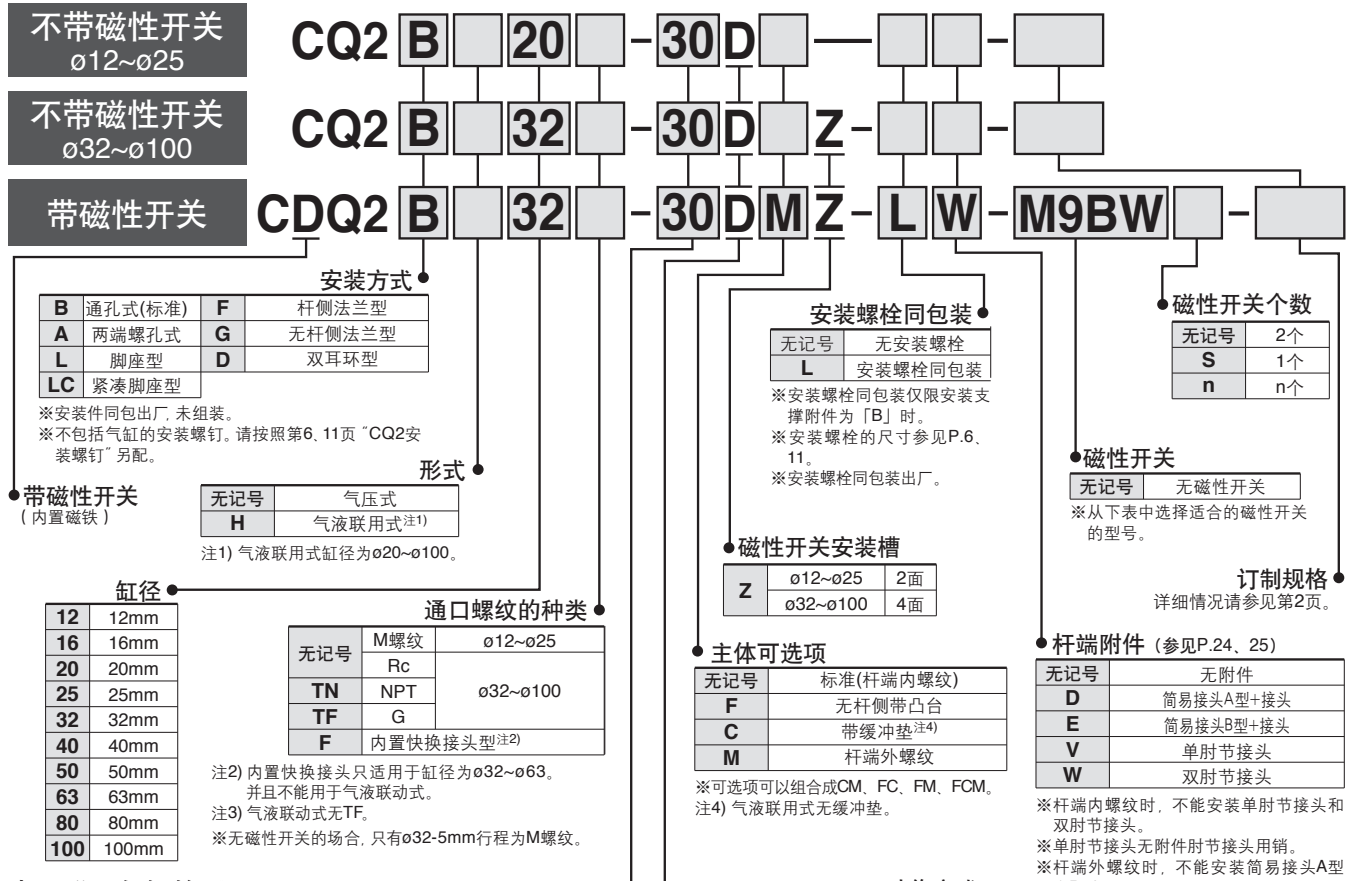 不带磁性开关
ø12~ø25
CQ2 B 20 -30 D — -
不带磁性开关
ø32~ø100
CQ2 B 32 -30 D Z- -
带磁性开关
CDQ2 B 32 -30 D M Z - L W - M9BW -
安装方式
B 通孔式(标准) F 杆侧法兰型
A 两端螺孔式 G 无杆侧法兰型
L 脚座型 D 双耳环型
LC 紧凑脚座型
※安装件同包出厂, 未组装。
※不包括气缸的安装螺钉。请按照第6、11页“CQ2安
装螺钉”另配。
带磁性开关
(内置磁铁)
形式
无记号 气压式
H 气液联用式注1)
注1) 气液联用式缸径为ø20~ø100。
缸径
12 12mm
16 16mm
20 20mm
25 25mm
32 32mm
40 40mm
50 50mm
63 63mm
80 80mm
100 100mm
通口螺纹的种类
无记号 M螺纹 ø12~ø25
Rc ø32~ø100
TN NPT
TF G
F 内置快换接头型注2)
注2) 内置快换接头只适用于缸径为ø32~ø63。
并且不能用于气液联动式。
注3) 气液联动式无TF。
※无磁性开关的场合, 只有ø32-5mm行程为M螺纹。
安装螺栓同包装
无记号 无安装螺栓
L 安装螺栓同包装
※安装螺栓同包装仅限安装支
撑附件为「B」时。
※安装螺栓的尺寸参见P.6、
11。
※安装螺栓同包装出厂。
磁性开关安装槽
Z ø12~ø25 2面
ø32~ø100 4面
主体可选项
无记号 标准(杆端内螺纹)
F 无杆侧带凸台
C 带缓冲垫注4)
M 杆端外螺纹
※可选项可以组合成CM、FC、FM、FCM。
注4) 气液联用式无缓冲垫。
磁性开关个数
无记号 2个
S 1个
n n个
磁性开关
无记号 无磁性开关
※从下表中选择适合的磁性开关
的型号。
订制规格
详细情况请参见第2页。
杆端附件 (参见P.24、25)
无记号 无附件
D 简易接头A型+接头
E 简易接头B型+接头
V 单肘节接头
W 双肘节接头
※杆端内螺纹时, 不能安装单肘节接头和
双肘节接头。
※单肘节接头无附件肘节接头用销。
※杆端外螺纹时, 不能安装简易接头A型